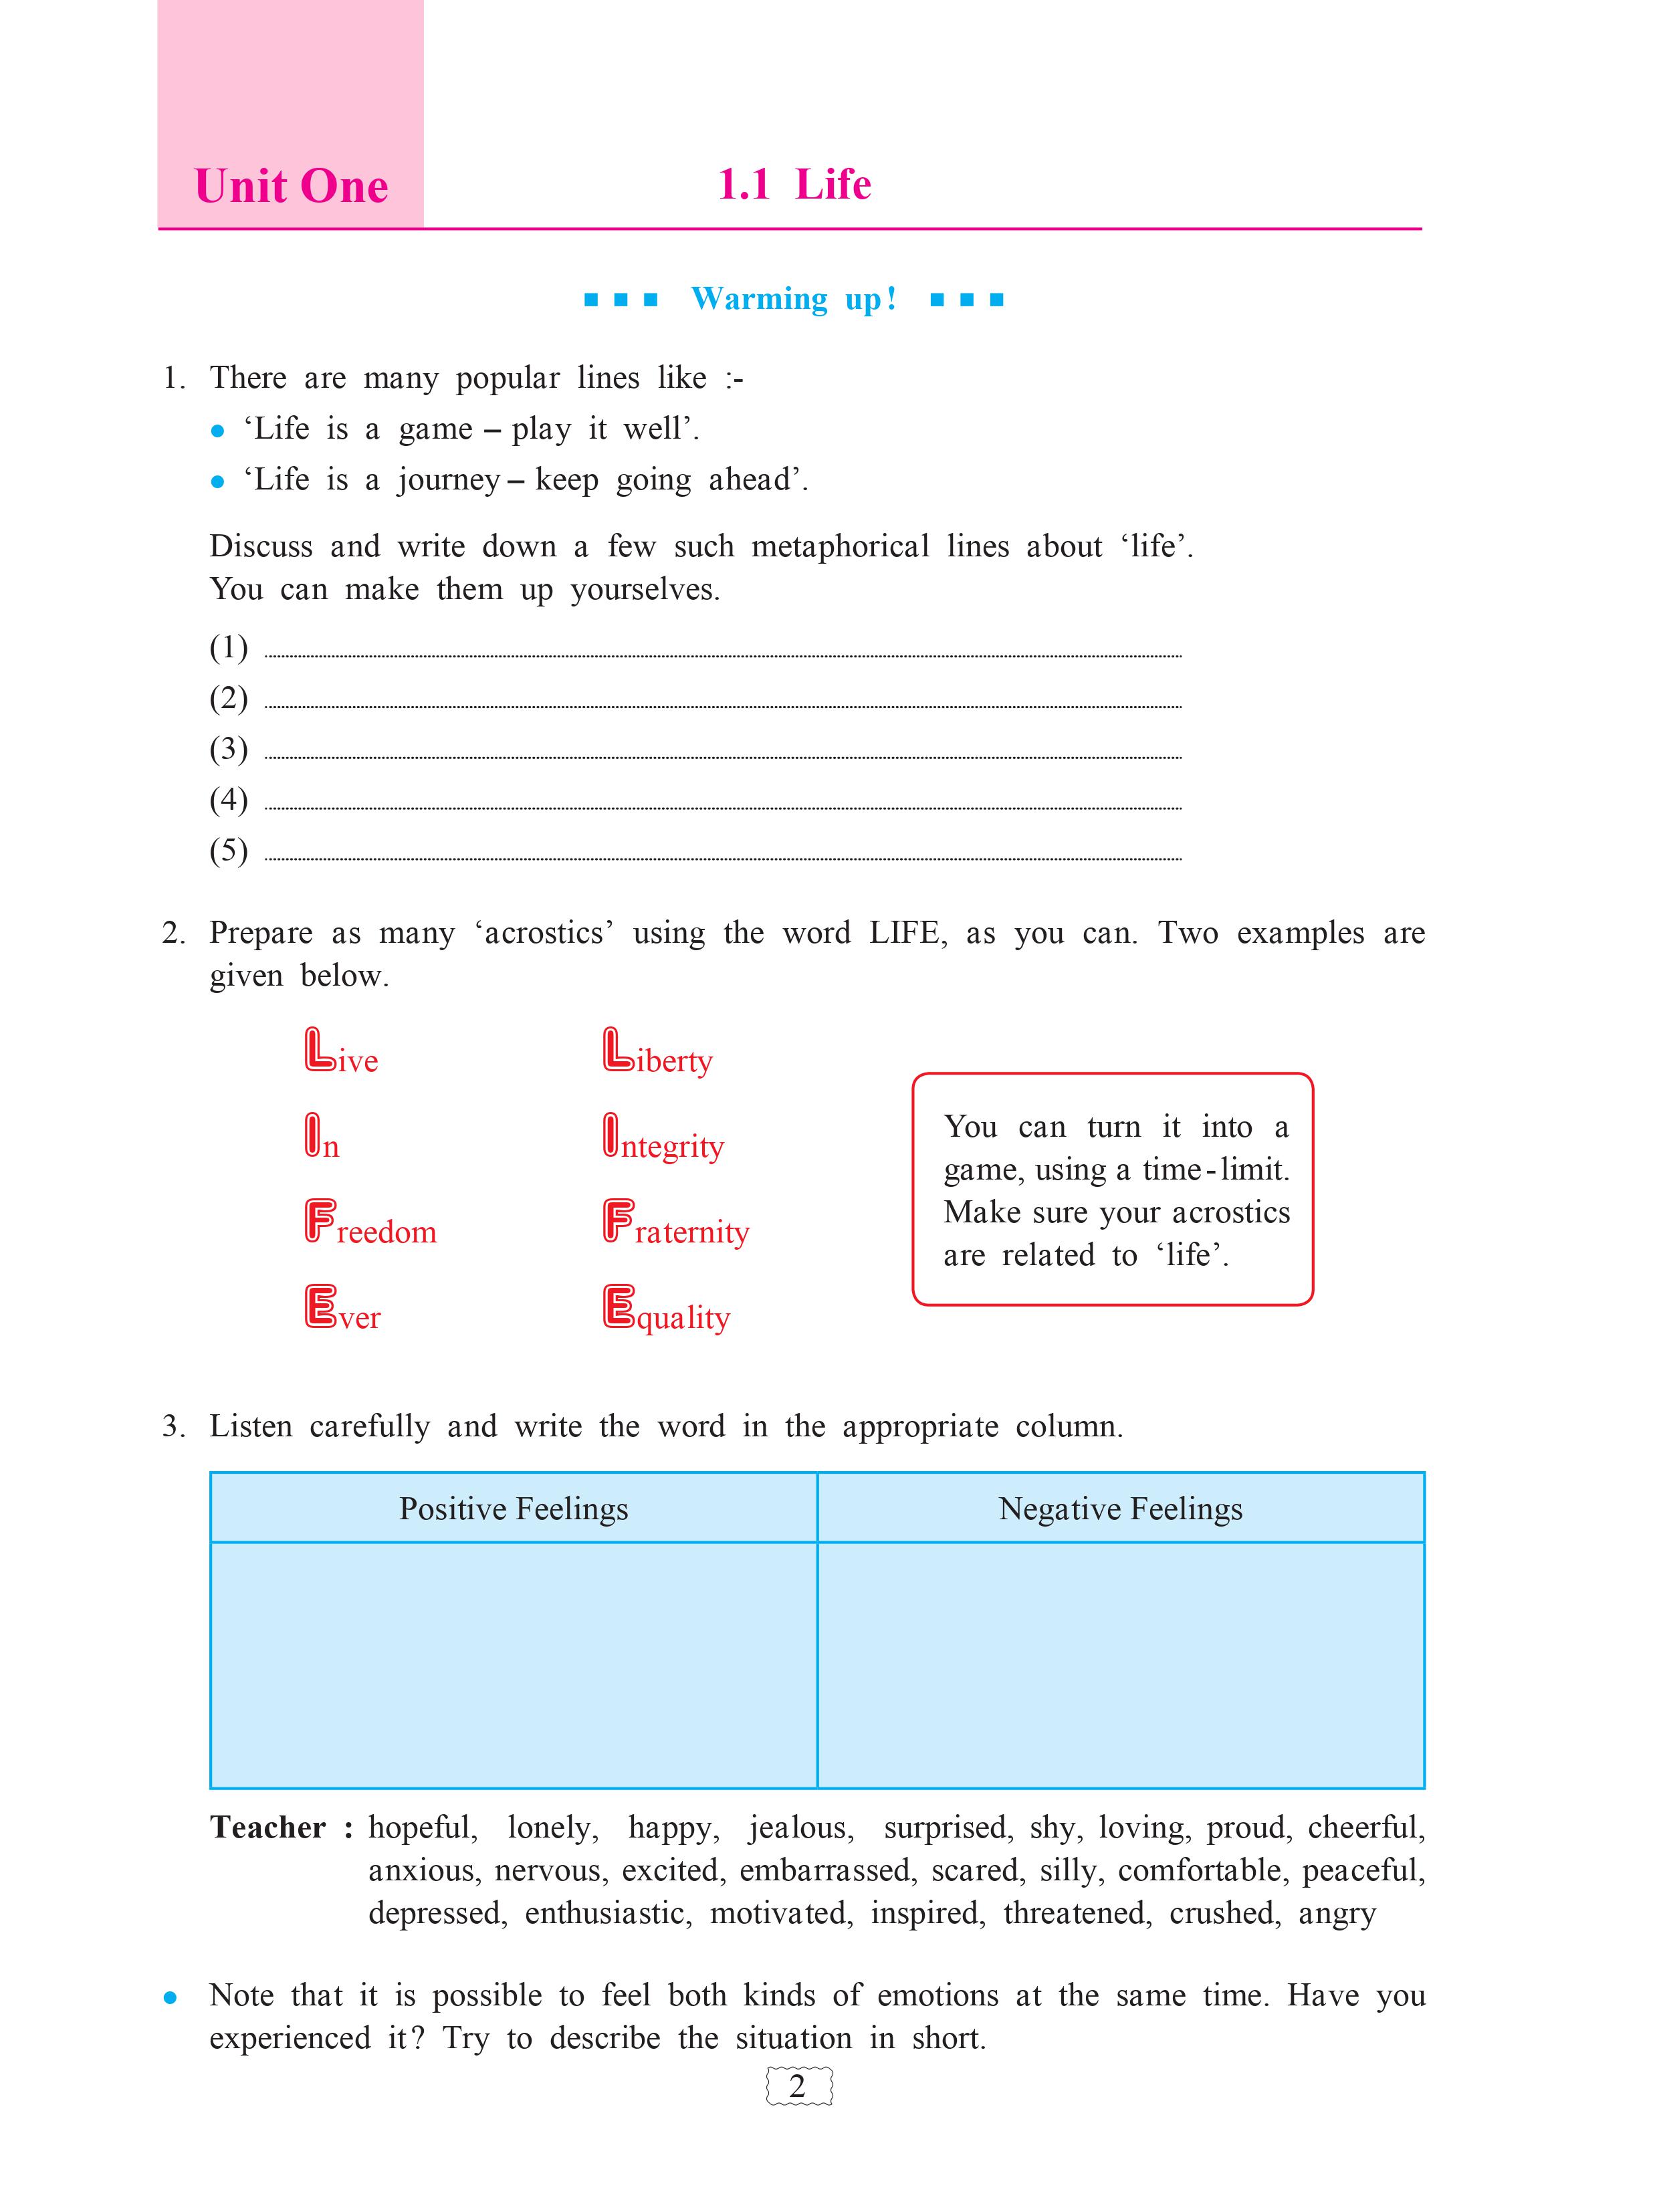 Unit One
1.1 Life
Warming up!
1. There are many popular lines like :-
• ‘Life is a game – play it well’.
• ‘Life is a journey – keep going ahead’.
Discuss and write down a few such metaphorical lines about ‘life’.
You can make them up yourselves.
(1)
(2)
(3)
(4)
(5)
2. Prepare as many ‘acrostics’ using the word LIFE, as you can. Two examples are
given below.
Live
In
Freedom
Ever
Liberty
Integrity
Fraternity
Equality
You can turn it into a
game, using a time-limit.
Make sure your acrostics
are related to ‘life’.
3. Listen carefully and write the word in the appropriate column.
Positive Feelings
Negative Feelings
Teacher : hopeful, lonely, happy, jealous, surprised, shy, loving, proud, cheerful,
anxious, nervous, excited, embarrassed, scared, silly, comfortable, peaceful,
depressed, enthusiastic, motivated, inspired, threatened, crushed, angry
• Note that it is possible to feel both kinds of emotions at the same time. Have you
experienced it? Try to describe the situation in short.
2